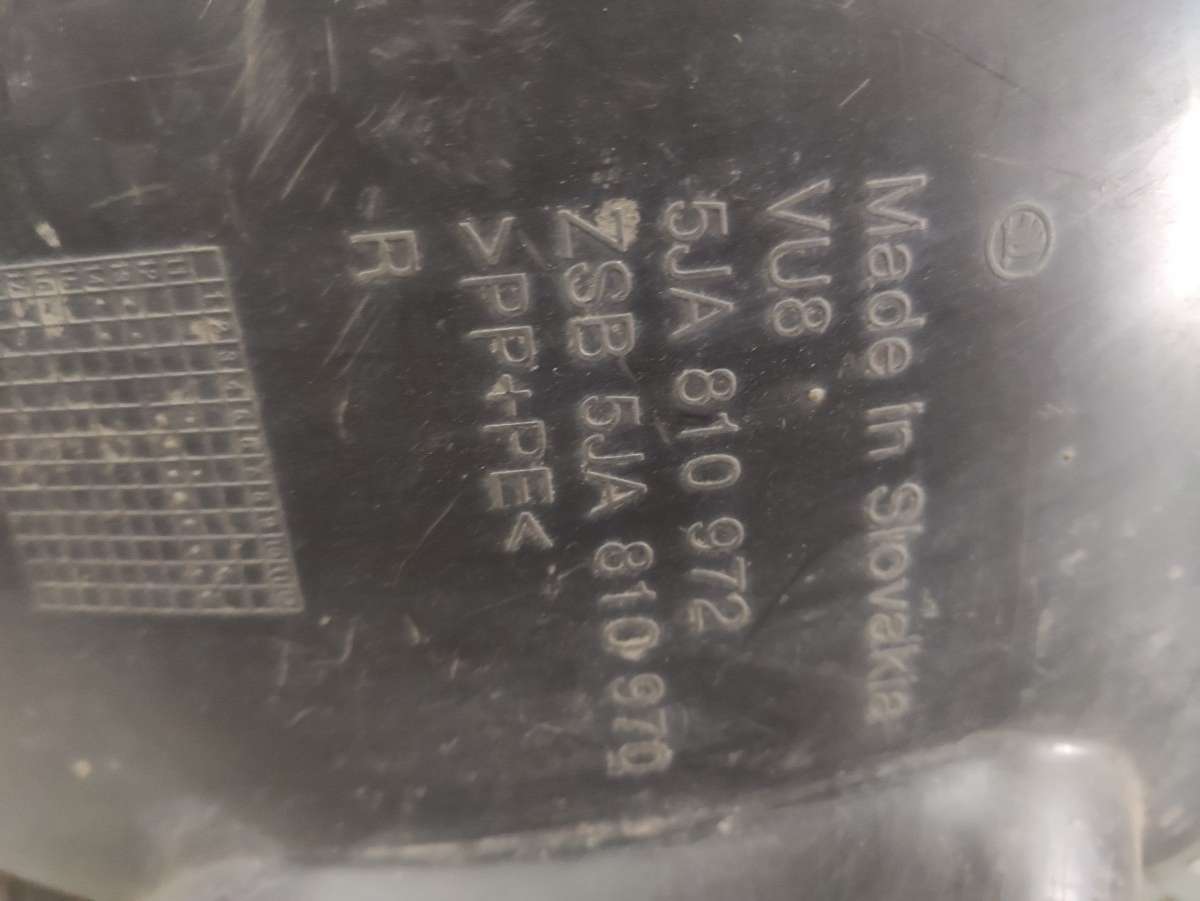 Made in Slovakia
VU8
5JA 810 972
ZSB 5JA 810 970
>PP+PE<
R